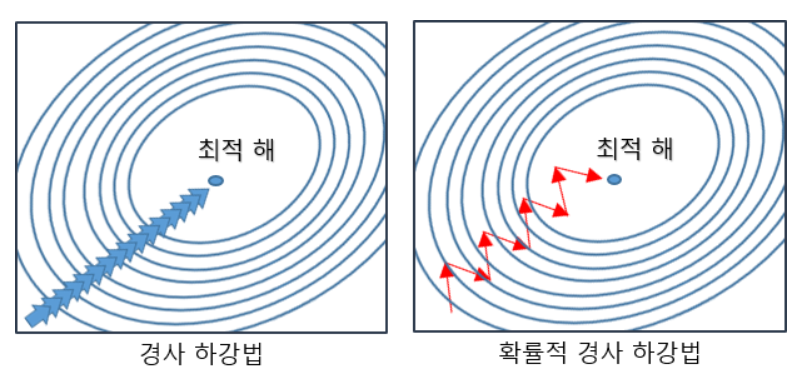 최적 해
최적 해
경사 하강법
확률적 경사 하강법